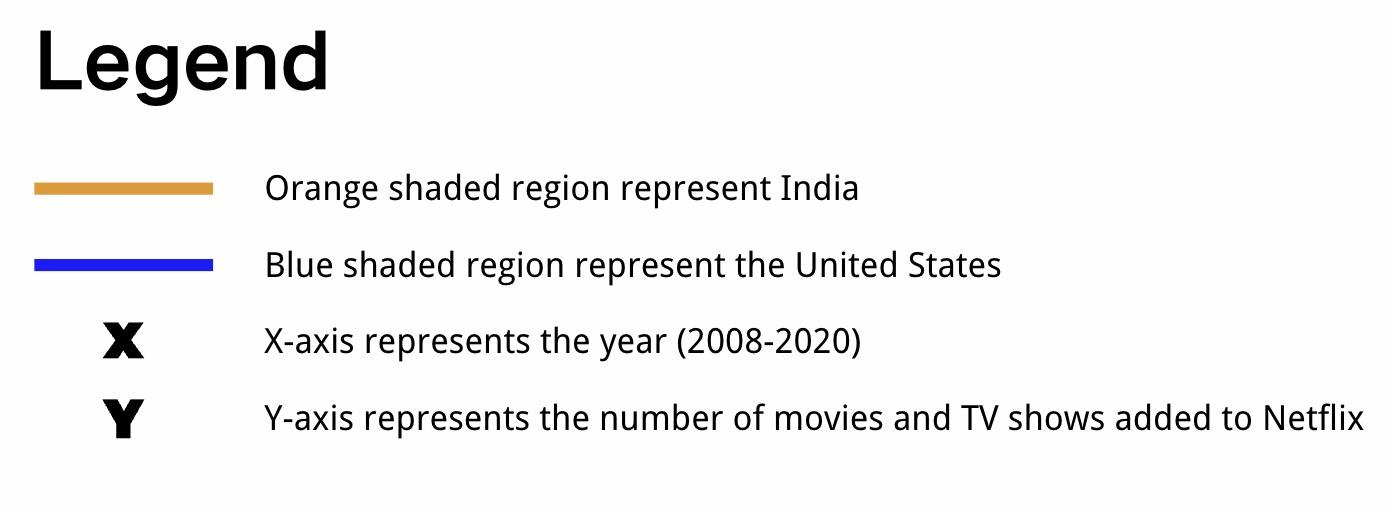 Legend
Orange shaded region represent India
Blue shaded region represent the United States
X X-axis represents the year (2008-2020)
Y Y-axis represents the number of movies and TV shows added to Netflix